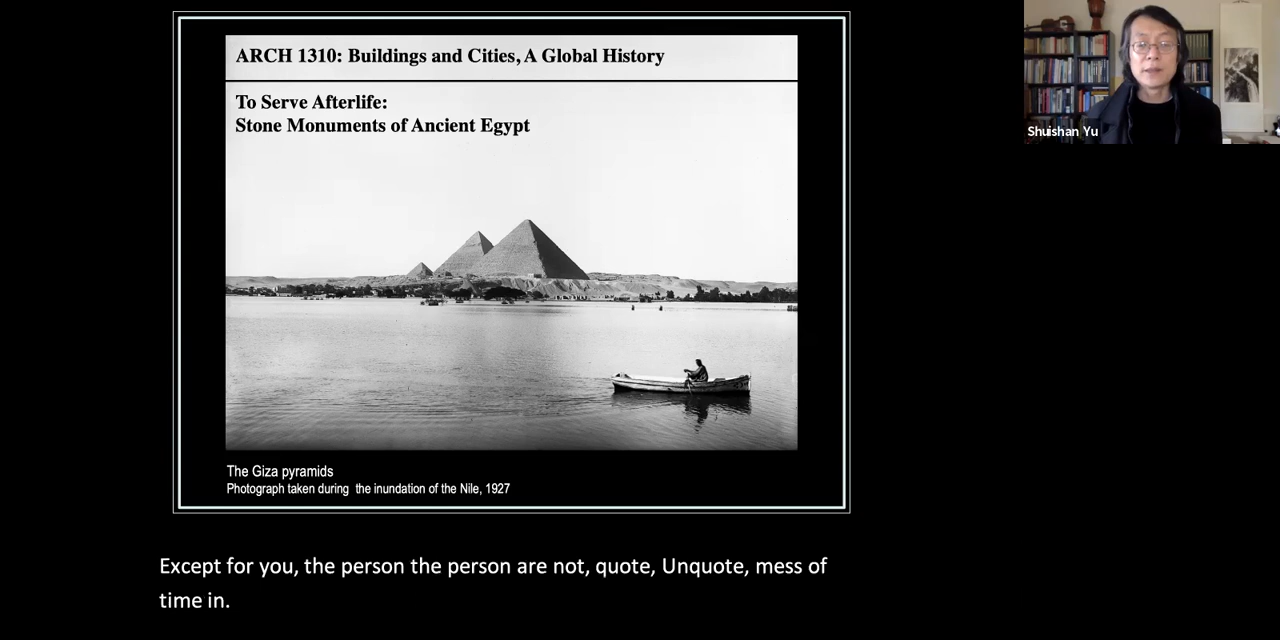 ARCH 1310: Buildings and Cities, A Global History
To Serve Afterlife:
Stone Monuments of Ancient Egypt
The Giza pyramids
Photograph taken during the inundation of the Nile, 1927
Shuishan Yu
Except for you, the person the person are not, quote, Unquote, mess of
time in.